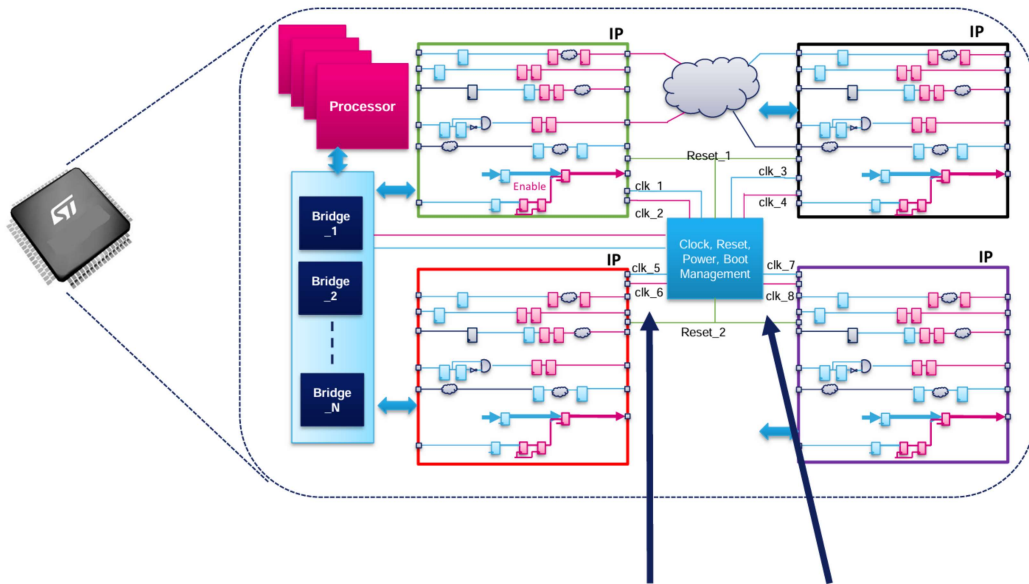 IP
IP
Processor
ST
Reset_1
clk_3
Enable
clk_1
clk_4
clk_2
Bridge
_1
Clock, Reset,
Power, Boot
Management
IP
IP
clk_5
clk_7
Bridge
_2
clk_6
clk_8
Reset_2
Bridge
_N